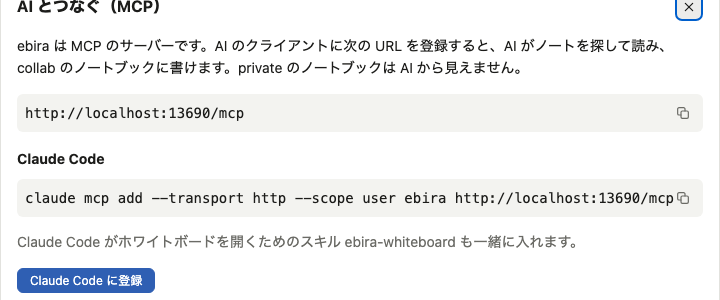 AI とつなぐ（MCP）
ebira は MCP のサーバーです。AI のクライアントに次の URL を登録すると、AI がノートを探して読み、
collab のノートブックに書けます。private のノートブックは AI から見えません。
http://localhost:13690/mcp
Claude Code
claude mcp add --transport http --scope user ebira http://localhost:13690/mcp
Claude Code がホワイトボードを開くためのスキル ebira-whiteboard も一緒に入れます。
Claude Code に登録